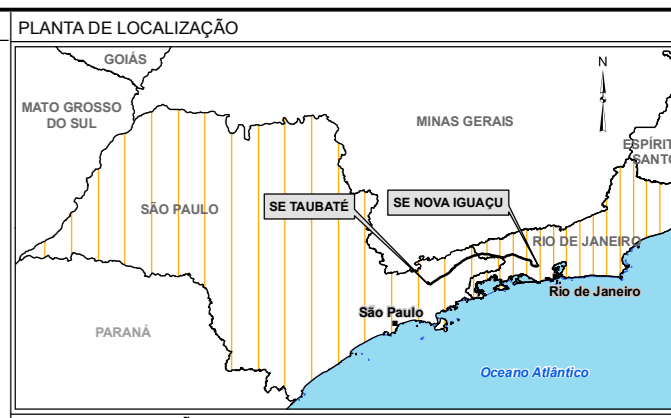 PLANTA DE LOCALIZAÇÃO
GOIÁS
N
MATO GROSSO
DO SUL
MINAS GERAIS
ESPÍRIT
SANTO
SÃO PAULO
SE TAUBATÉ
SE NOVA IGUAÇU
RIO DE JANEIRO
Rio de Janeiro
São Paulo
PARANÁ
Oceano Atlântico